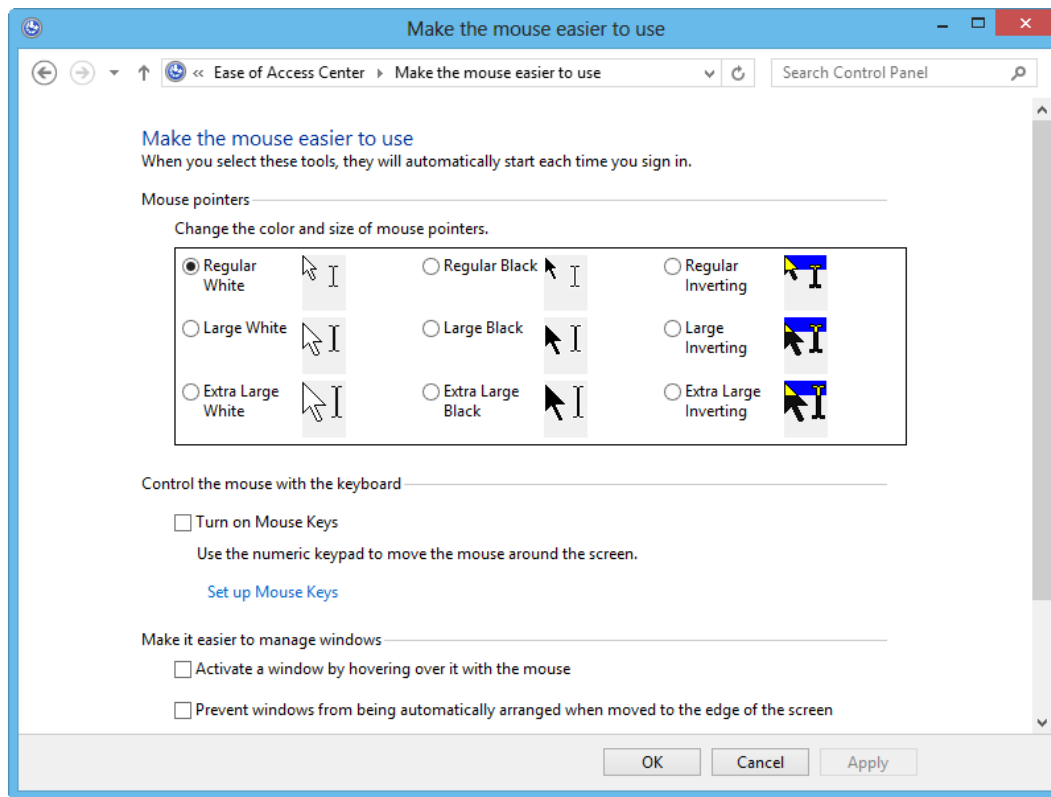 Make the mouse easier to use
« Ease of Access Center Make the mouse easier to use Search Control Panel
Make the mouse easier to use
When you select these tools, they will automatically start each time you sign in.
Mouse pointers
Change the color and size of mouse pointers.
Regular White
Regular Black
Regular Inverting
Large White
Large Black
Large Inverting
Extra Large White
Extra Large Black
Extra Large Inverting
Control the mouse with the keyboard
Turn on Mouse Keys
Use the numeric keypad to move the mouse around the screen.
Set up Mouse Keys
Make it easier to manage windows
Activate a window by hovering over it with the mouse
Prevent windows from being automatically arranged when moved to the edge of the screen
OK Cancel Apply